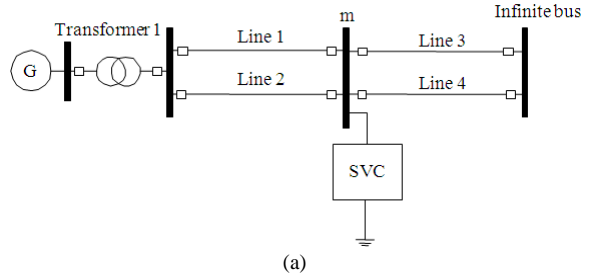 Infinite bus
m
Transformer 1
Line 1
Line 3
G
Line 2
Line 4
SVC
(a)